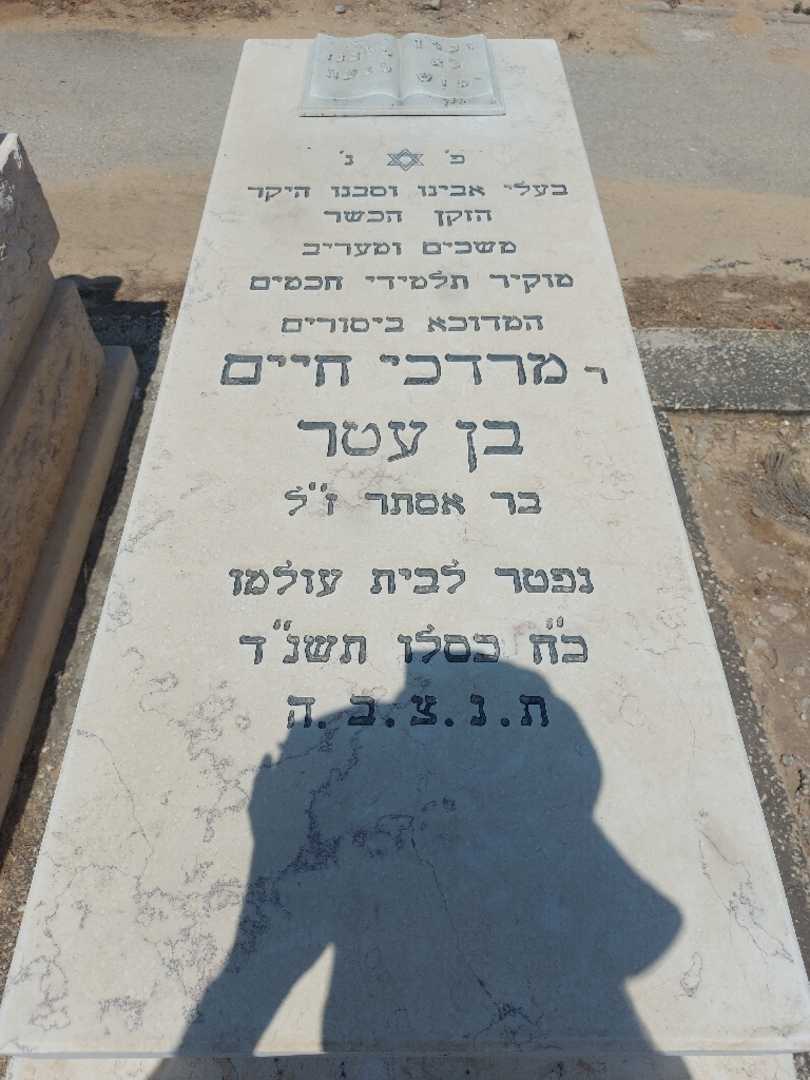 פ' נ'
בעלי אבינו וסבנו היקר
הזקן הכשר
משכים ומעריב
מוקיר תלמידי חכמים
המדוכא ביסורים
ר מרדכי חיים
בן עטר
בר אסתר ז"ל
נפטר לבית עולמו
כ"ח כסלו תשנ"ד
ת.נ.צ.ב.ה